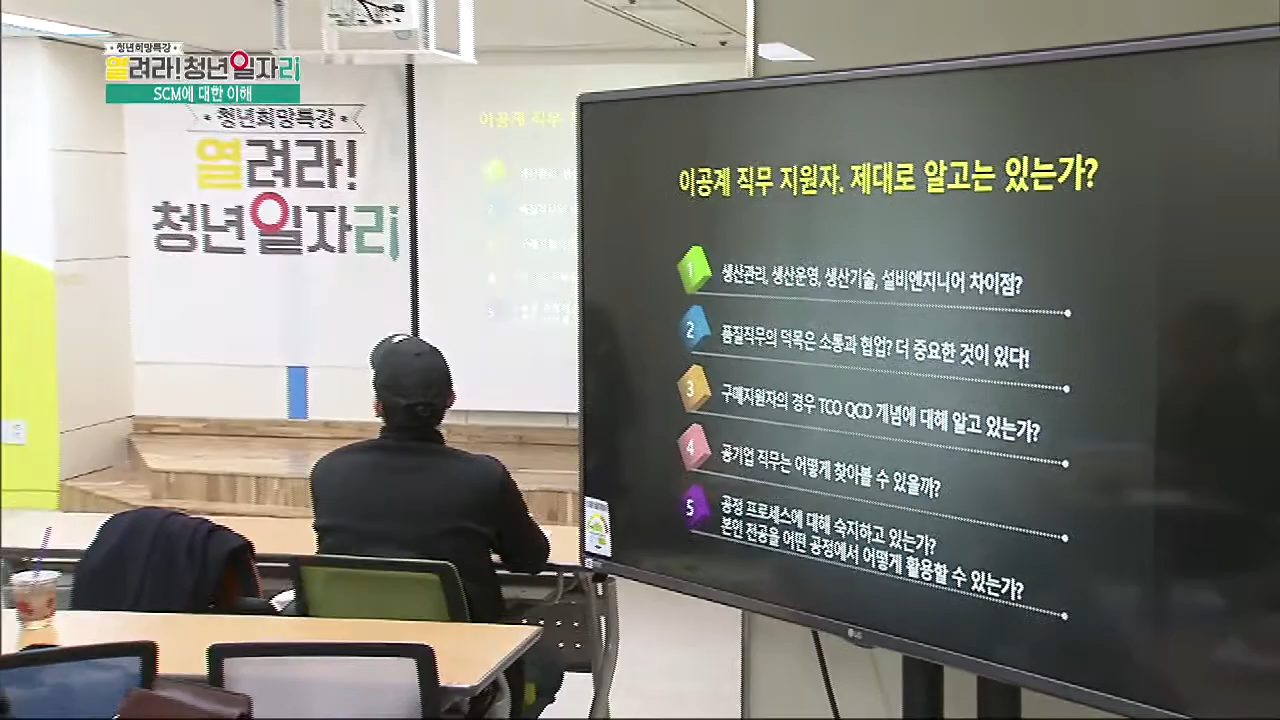 청년희망특강
열려라! 청년일자리
SCM에 대한 이해
청년희망특강
열려라!
청년일자리
이공계 직무
이공계 직무 지원자. 제대로 알고는 있는가?
1 생산관리, 생산운영, 생산기술, 설비엔지니어 차이점?
2 품질직무의 덕목은 소통과 협업? 더 중요한 것이 있다!
3 구매지원자의 경우 TCO QCD 개념에 대해 알고 있는가?
4 공기업 직무는 어떻게 찾아볼 수 있을까?
5 공정 프로세스에 대해 숙지하고 있는가?
본인 전공을 어떤 공정에서 어떻게 활용할 수 있는가?
LG